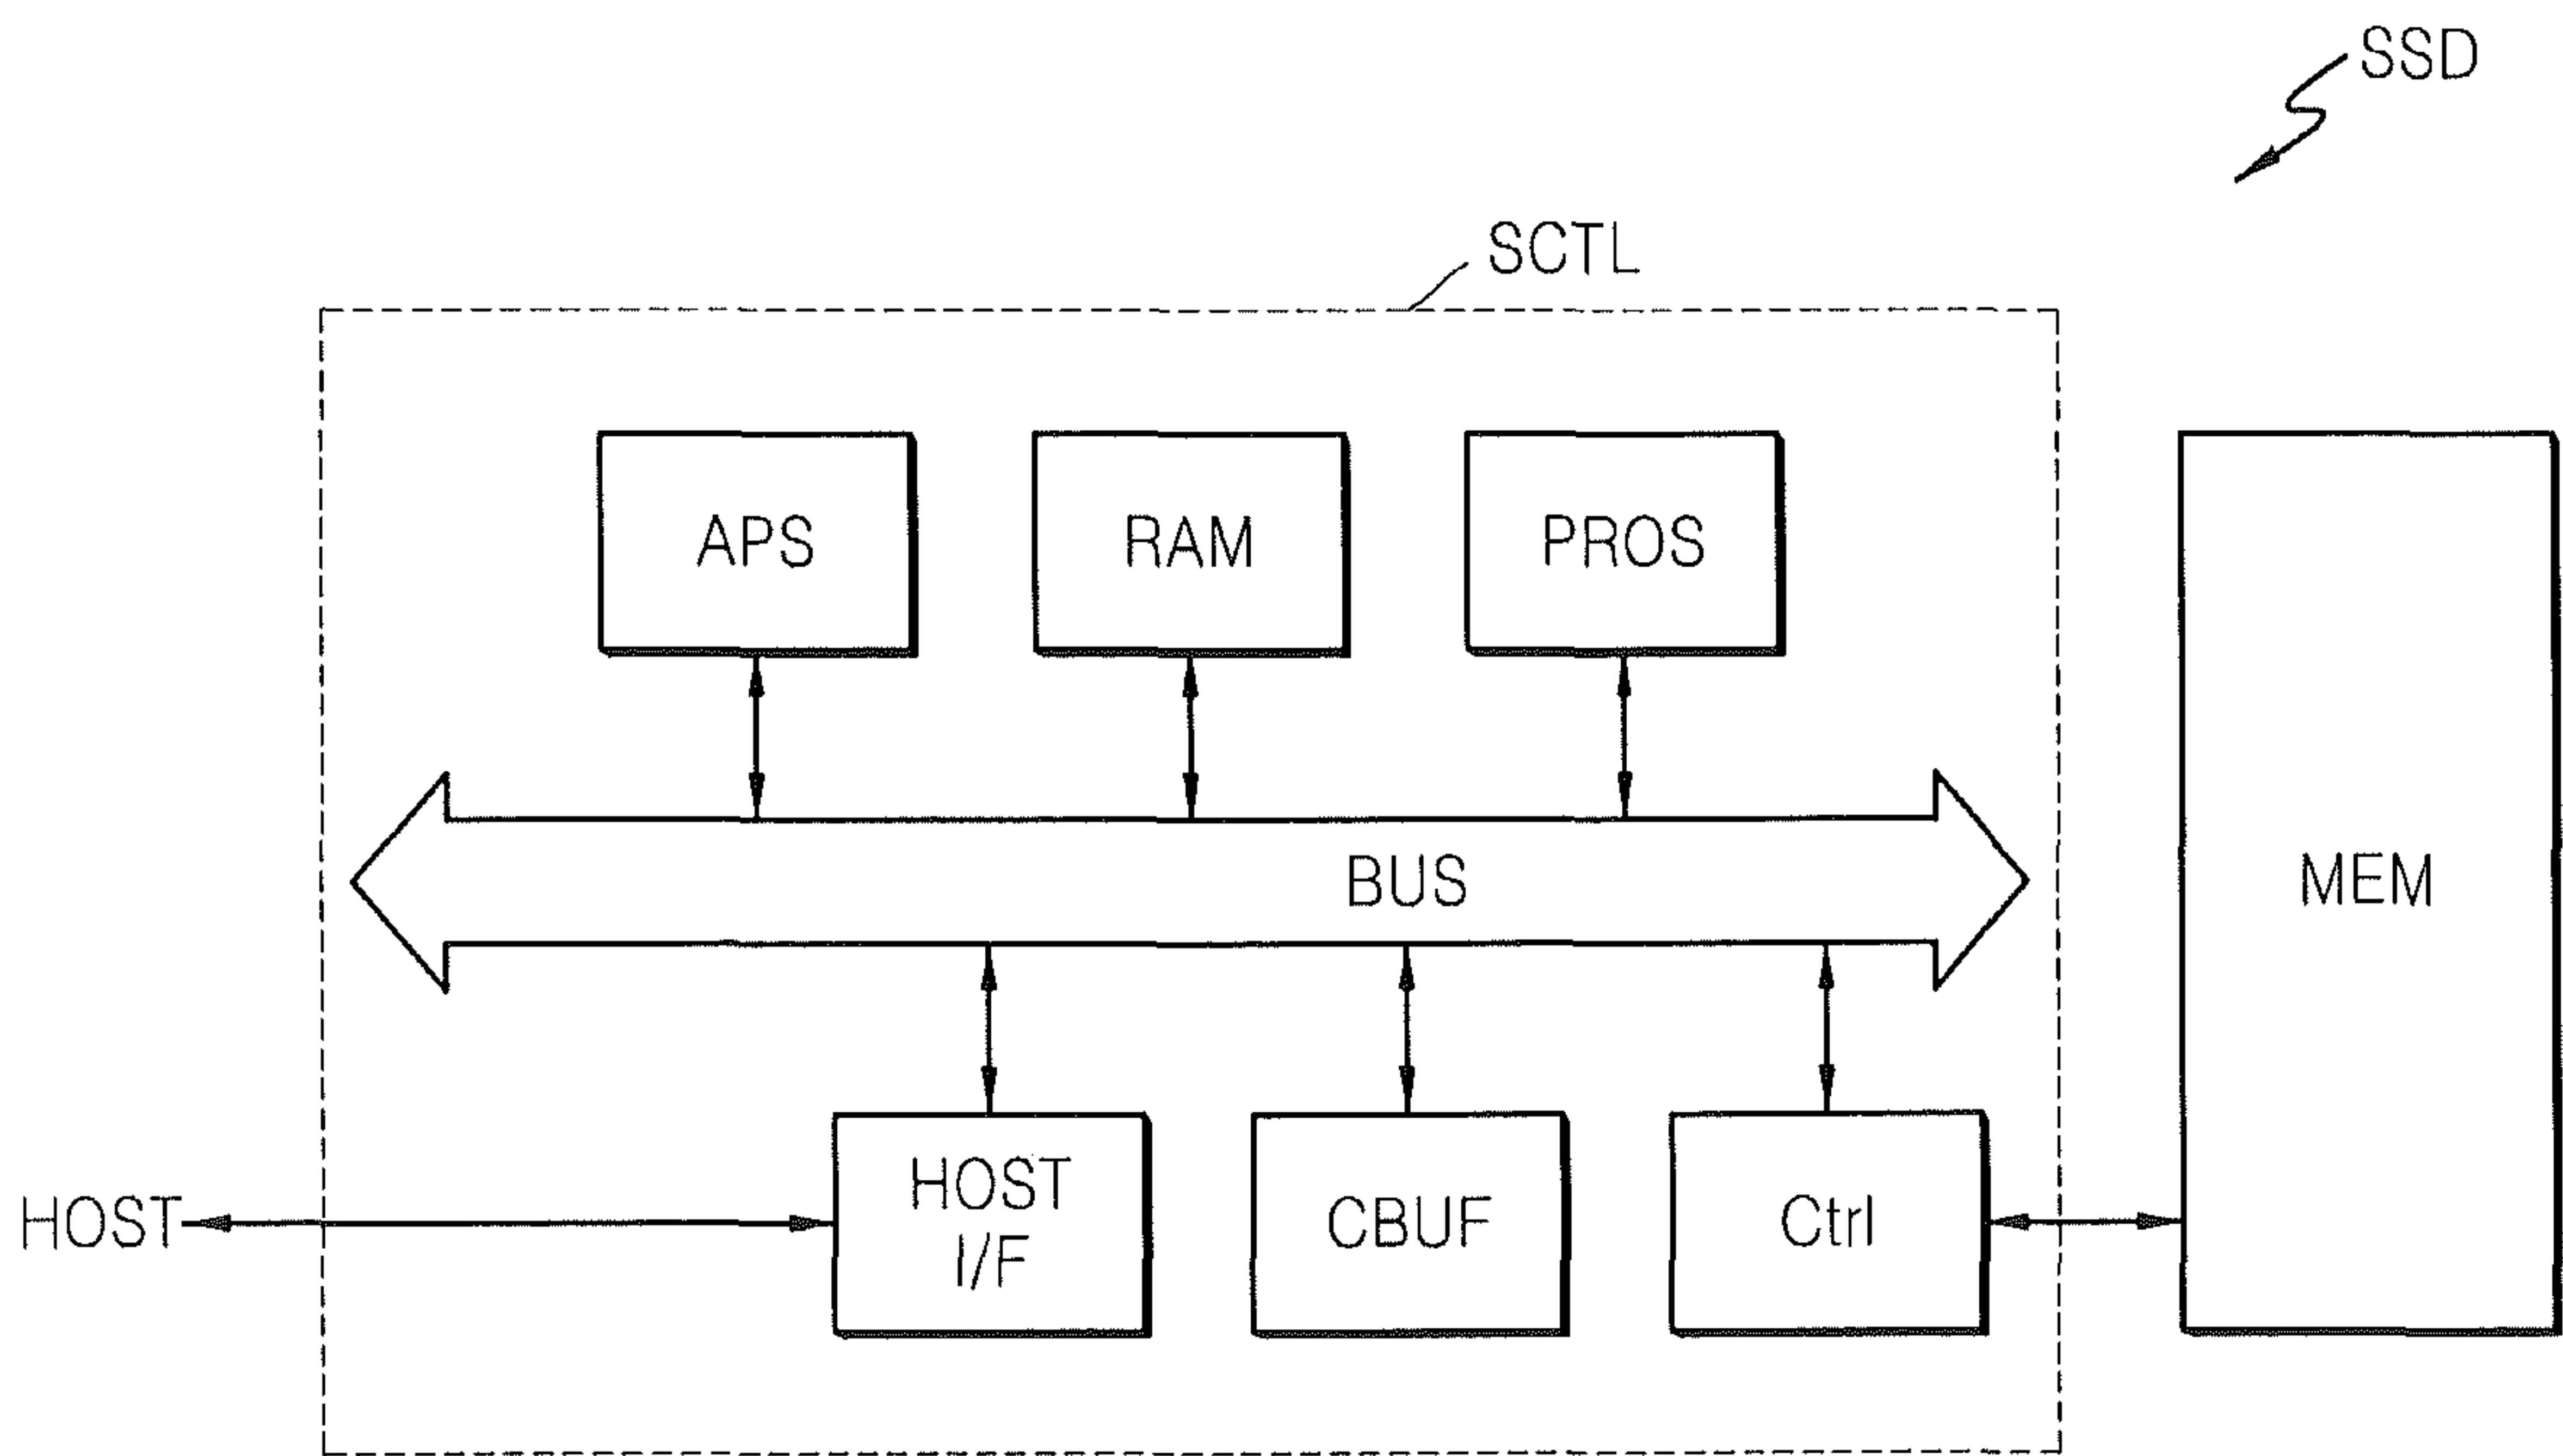 SSD
SCTL
APS
RAM
PROS
BUS
MEM
HOST
HOST
I/F
CBUF
Ctrl